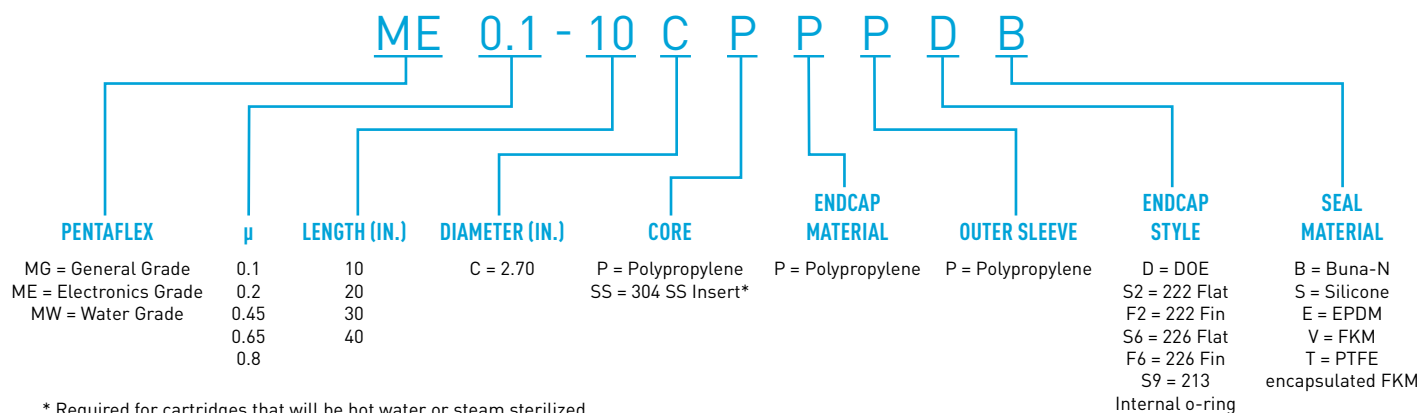 ME 0.1 - 10 C P P P D B
PENTAFLEX
MG = General Grade
ME = Electronics Grade
MW = Water Grade
μ
0.1
0.2
0.45
0.65
0.8
LENGTH (IN.)
10
20
30
40
DIAMETER (IN.)
C = 2.70
CORE
P = Polypropylene
SS = 304 SS Insert*
ENDCAP
MATERIAL
P = Polypropylene
OUTER SLEEVE
P = Polypropylene
ENDCAP
STYLE
D = DOE
S2 = 222 Flat
F2 = 222 Fin
S6 = 226 Flat
F6 = 226 Fin
S9 = 213
Internal o-ring
SEAL
MATERIAL
B = Buna-N
S = Silicone
E = EPDM
V = FKM
T = PTFE
encapsulated FKM
* Required for cartridges that will be hot water or steam sterilized